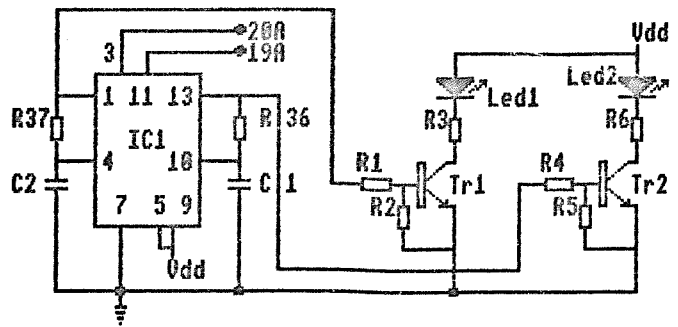 20A
3
19A
Vdd
1 11 13
Led1
Led2
R37
R 36
R3
R6
IC1
4
10
R1
R4
C2
C 1
Tr1
Tr2
R2
R5
7 5 9
Vdd